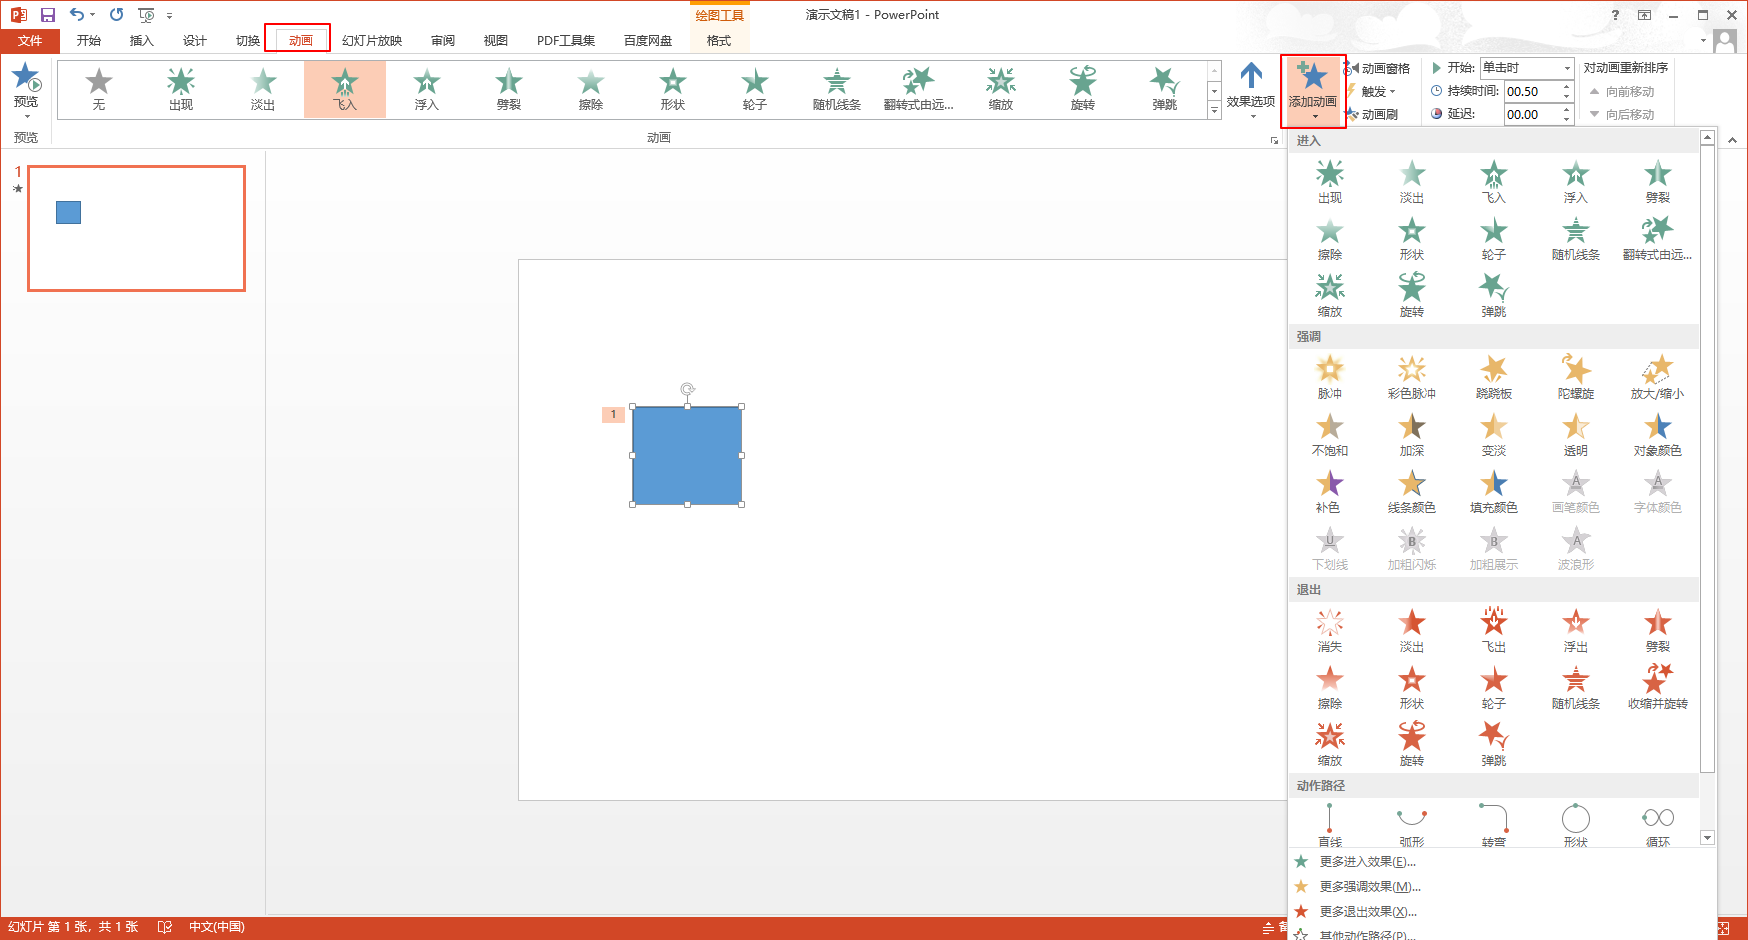 绘图工具
演示文稿1 - PowerPoint
文件 开始 插入 设计 切换 动画 幻灯片放映 审阅 视图 PDF工具集 百度网盘 格式
预览
无 出现 淡出 飞入 浮入 劈裂 擦除 形状 轮子 随机线条 翻转式由远... 缩放 旋转 弹跳
效果选项
添加动画
动画窗格
触发
动画刷
开始: 单击时
持续时间: 00.50
延迟: 00.00
对动画重新排序
向前移动
向后移动
预览
动画
进入
出现 淡出 飞入 浮入 劈裂
擦除 形状 轮子 随机线条 翻转式由远...
缩放 旋转 弹跳
强调
脉冲 彩色脉冲 跷跷板 陀螺旋 放大/缩小
不饱和 加深 变淡 透明 对象颜色
补色 线条颜色 填充颜色 画笔颜色 字体颜色
下划线 加粗闪烁 加粗展示 波浪形
退出
消失 淡出 飞出 浮出 劈裂
擦除 形状 轮子 随机线条 收缩并旋转
缩放 旋转 弹跳
动作路径
直线 弧形 转弯 形状 循环
更多进入效果(E)...
更多强调效果(M)...
更多退出效果(X)...
其他动作路径(P)...
1
1
幻灯片 第 1 张，共 1 张 中文(中国)
备